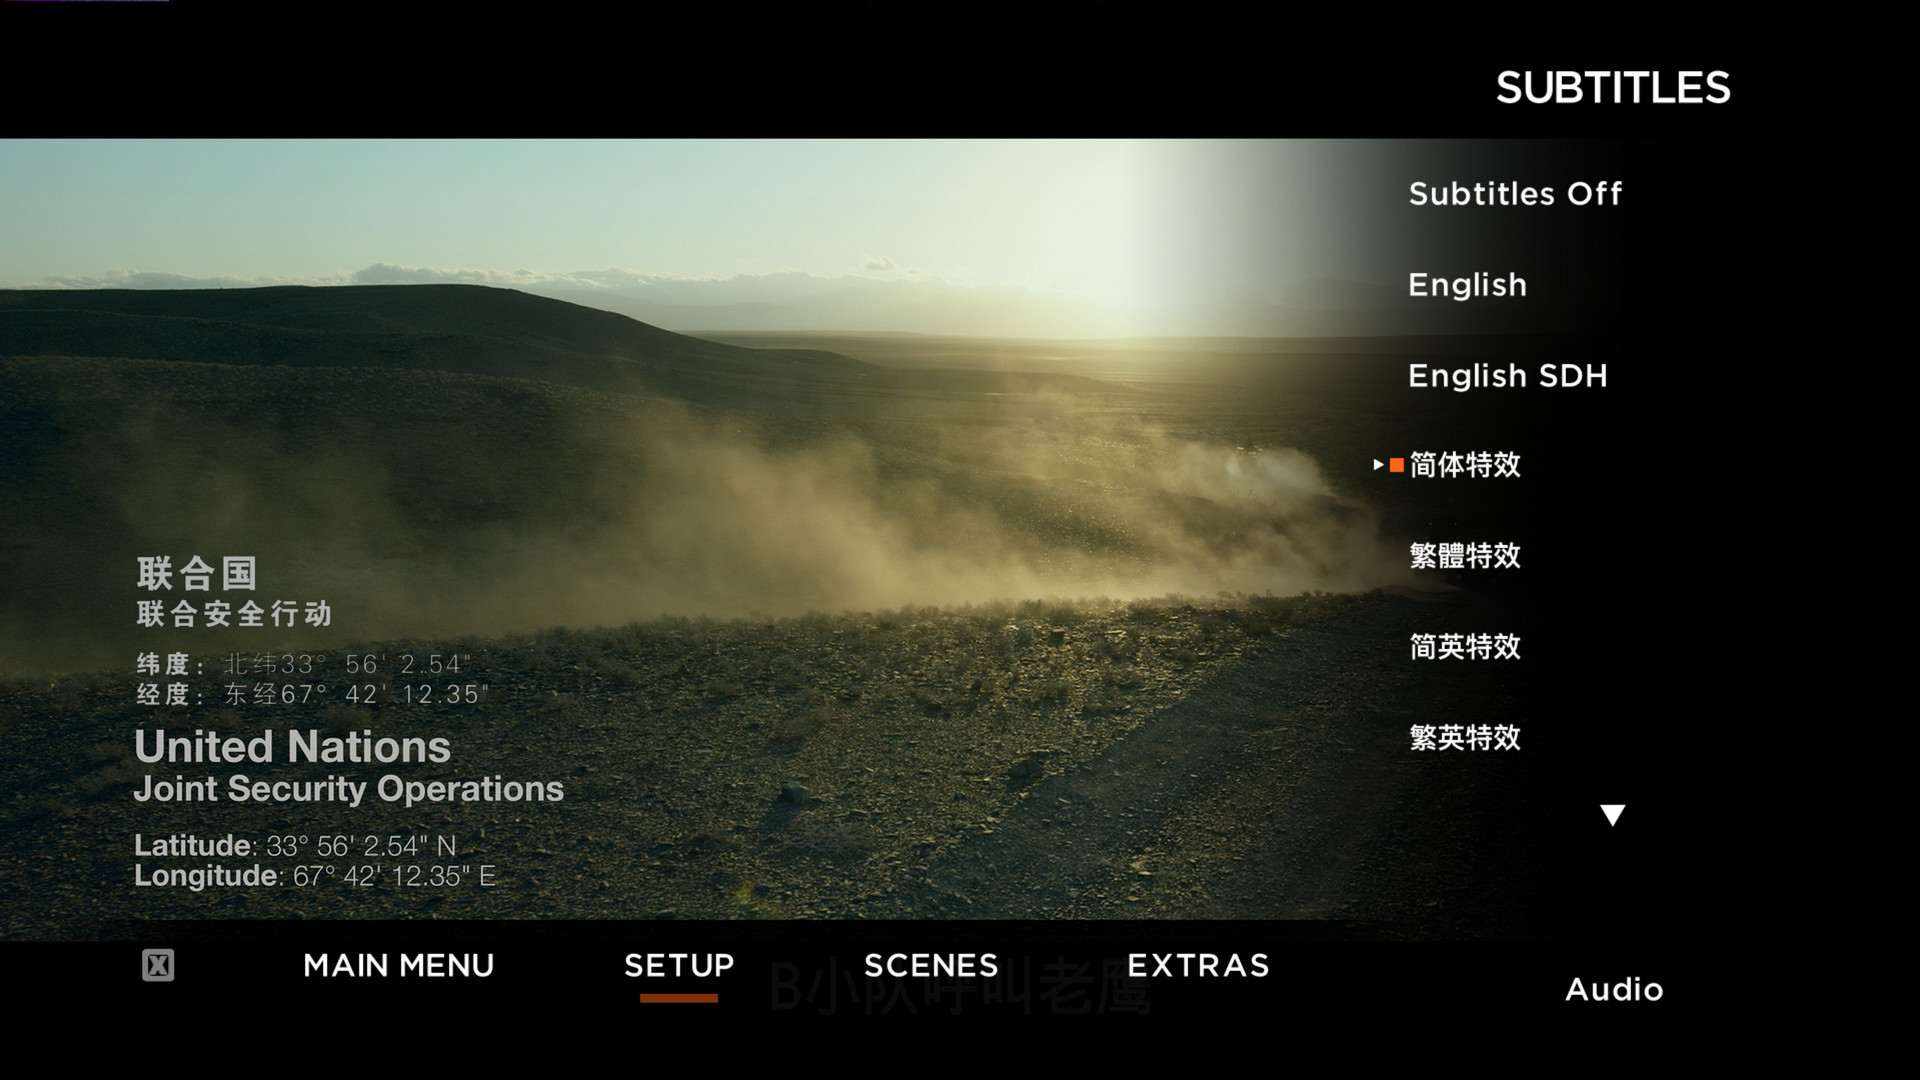 SUBTITLES
Subtitles Off
English
English SDH
简体特效
繁體特效
简英特效
繁英特效
联合国
联合安全行动
纬度: 北纬33° 56' 2.54"
经度: 东经67° 42' 12.35"
United Nations
Joint Security Operations
Latitude: 33° 56' 2.54" N
Longitude: 67° 42' 12.35" E
X MAIN MENU SETUP SCENES EXTRAS
B小队呼叫老鹰
Audio